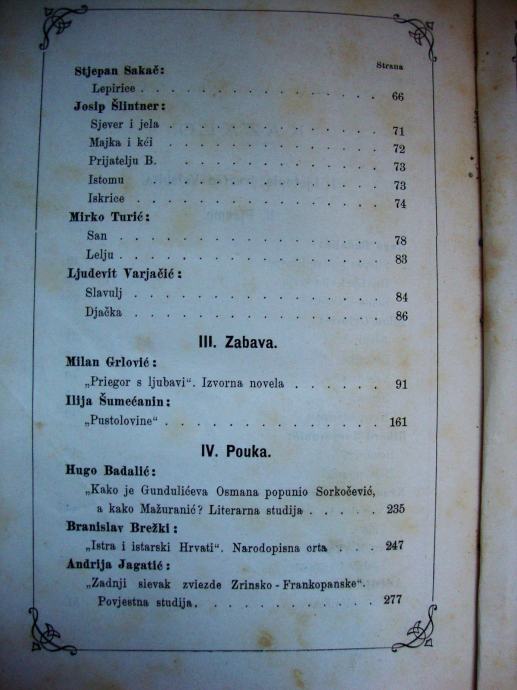 Strana
Stjepan Sakač:
Lepirice . . . . . . . . . . . . . 66
Josip Šlintner:
Sjever i jela . . . . . . . . . . . 71
Majka i kći . . . . . . . . . . . 72
Prijatelju B. . . . . . . . . . . . 73
Istomu . . . . . . . . . . . . . 73
Iskrice . . . . . . . . . . . . . 74
Mirko Turić:
San . . . . . . . . . . . . . . 78
Lelju . . . . . . . . . . . . . . 83
Ljudevit Varjačić:
Slavulj . . . . . . . . . . . . . 84
Djačka . . . . . . . . . . . . . 86
III. Zabava.
Milan Grlović:
„Priegor s ljubavi“. Izvorna novela . . . . . . 91
Ilija Šumećanin:
„Pustolovine“ . . . . . . . . . . . . 161
IV. Pouka.
Hugo Badalić:
„Kako je Gundulićeva Osmana popunio Sorkočević,
a kako Mažuranić? Literarna studija . . . . . 235
Branislav Brežki:
„Istra i istarski Hrvati“. Narodopisna crta . . . 247
Andrija Jagatić:
„Zadnji sievak zviezde Zrinsko-Frankopanske“.
Povjestna studija . . . . . . . . . . 277